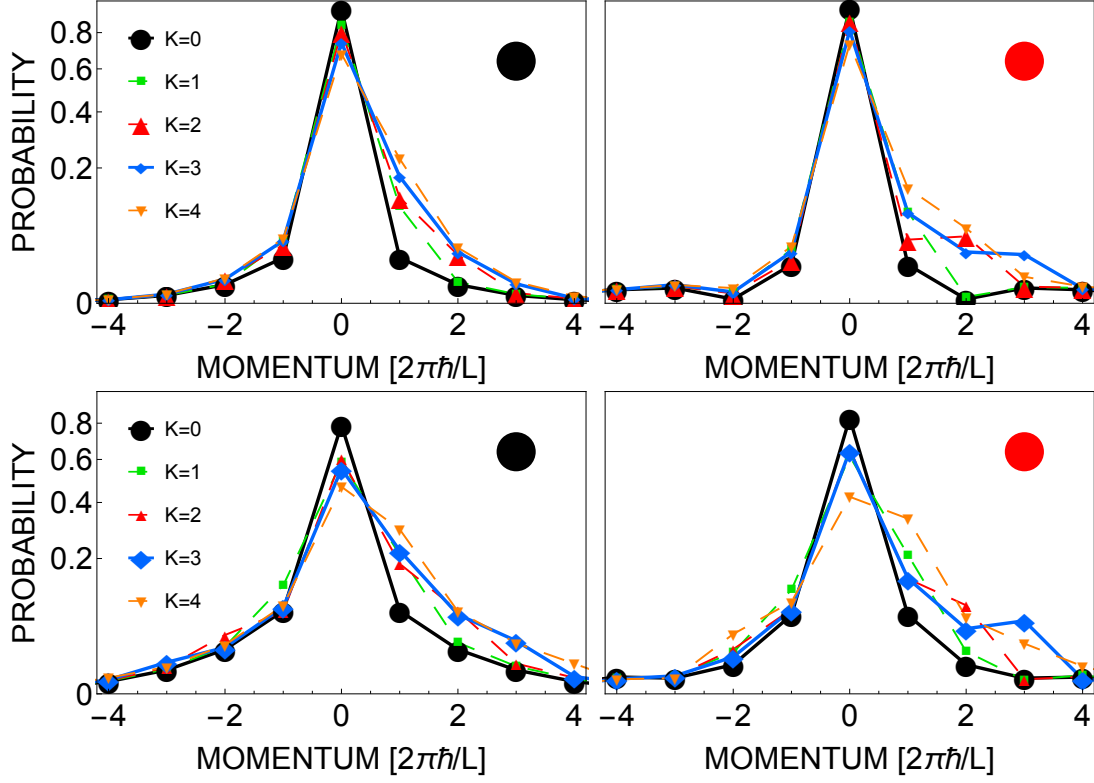 PROBABILITY
0.8
0.6
0.4
0.2
0
K=0
K=1
K=2
K=3
K=4
−4 −2 0 2 4
MOMENTUM [2πħ/L]
−4 −2 0 2 4
MOMENTUM [2πħ/L]
PROBABILITY
0.8
0.6
0.4
0.2
0
K=0
K=1
K=2
K=3
K=4
−4 −2 0 2 4
MOMENTUM [2πħ/L]
−4 −2 0 2 4
MOMENTUM [2πħ/L]